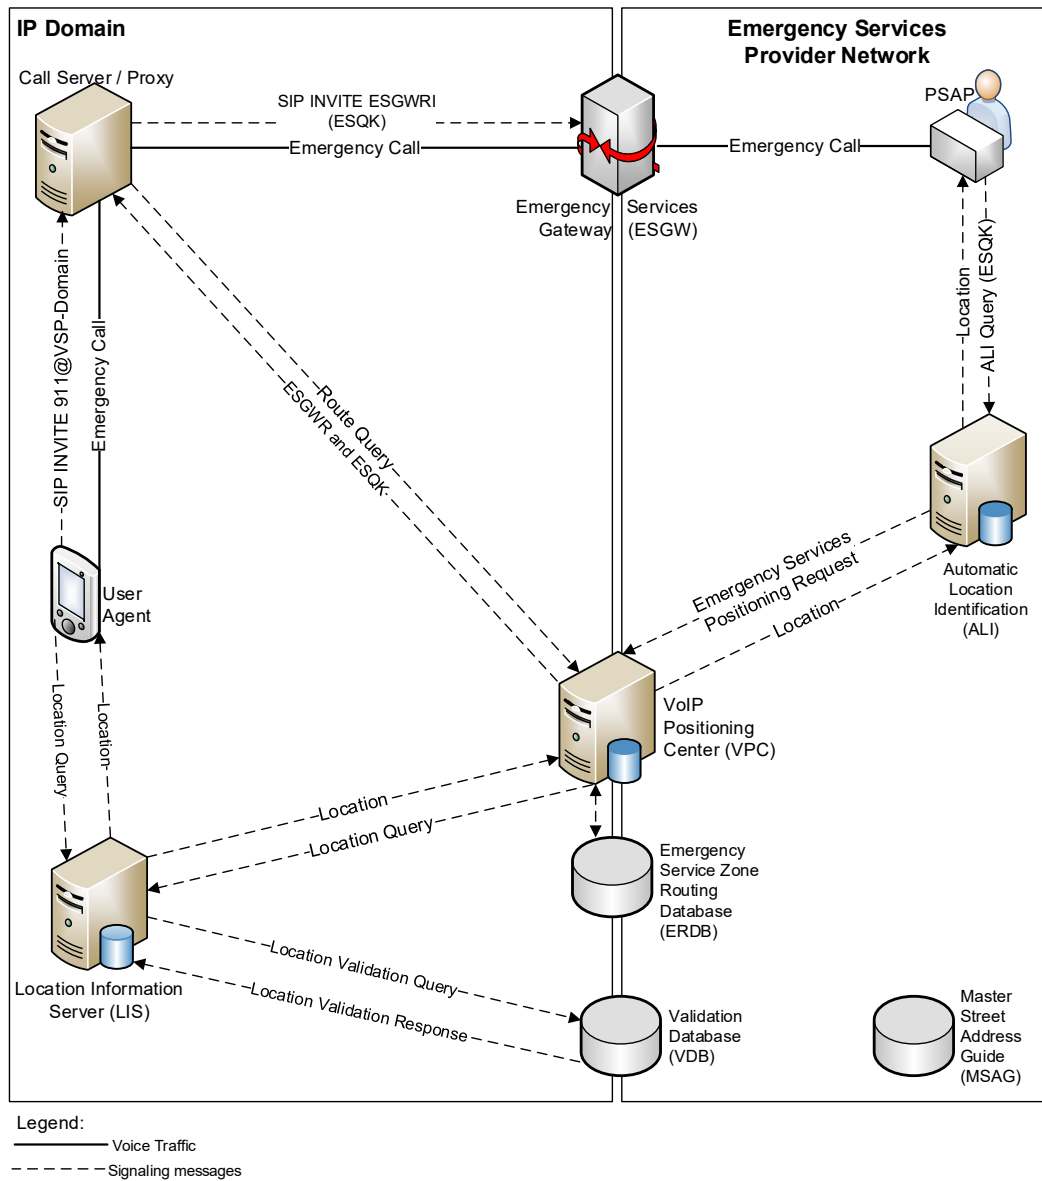 IP Domain
Emergency Services
Provider Network
Call Server / Proxy
SIP INVITE ESGWRI
(ESQK)
Emergency Call
Emergency Call
PSAP
Emergency Services
Gateway (ESGW)
SIP INVITE 911@VSP-Domain
Emergency Call
Route Query
ESGWR and ESQK
Location
ALI Query (ESQK)
User
Agent
Emergency Services
Positioning Request
Location
Automatic
Location
Identification
(ALI)
Location Query
Location
VoIP
Positioning
Center (VPC)
Location
Location Query
Emergency
Service Zone
Routing
Database
(ERDB)
Location Information
Server (LIS)
Location Validation Query
Location Validation Response
Validation
Database
(VDB)
Master
Street
Address
Guide
(MSAG)
Legend:
Voice Traffic
Signaling messages